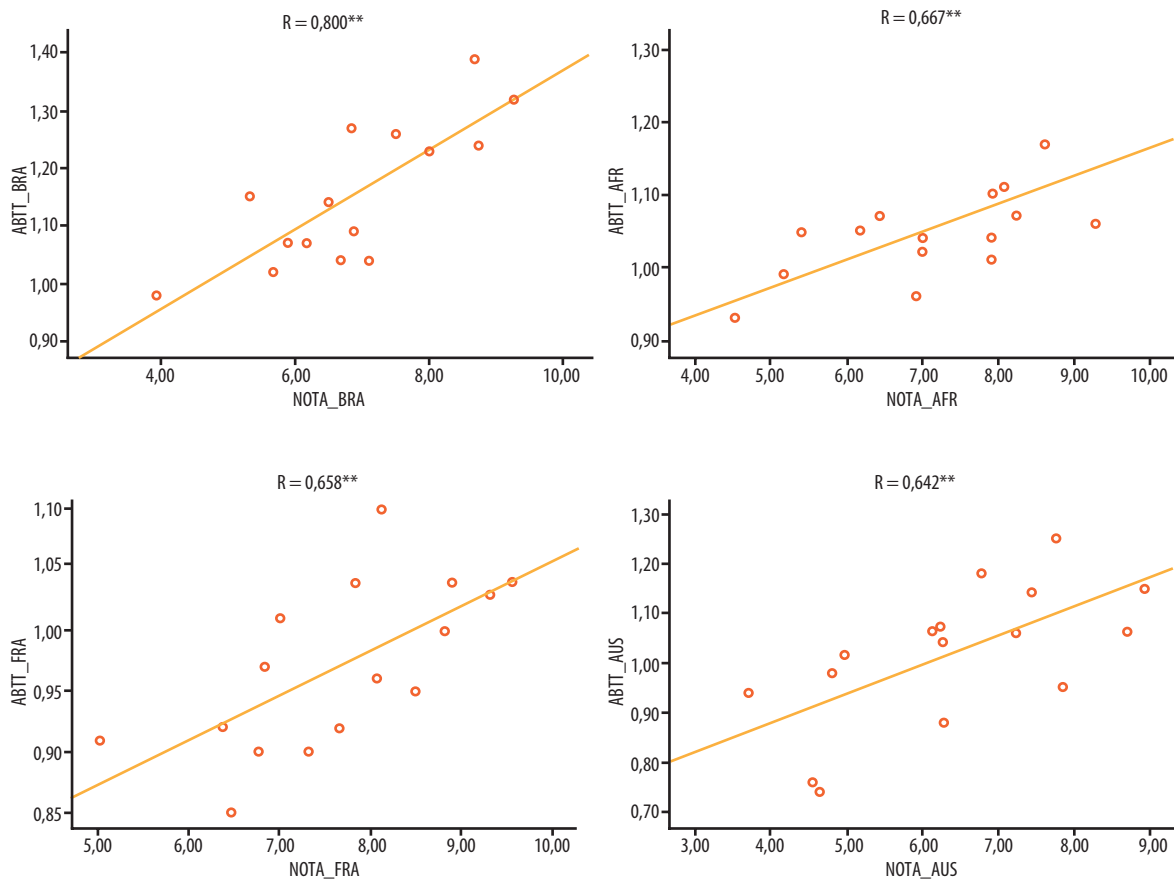 R = 0,800**
1,40
1,30
1,20
1,10
1,00
0,90
ABTT_BRA
4,00 6,00 8,00 10,00
NOTA_BRA
R = 0,667**
1,30
1,20
1,10
1,00
0,90
ABTT_AFR
4,00 5,00 6,00 7,00 8,00 9,00 10,00
NOTA_AFR
R = 0,658**
1,10
1,05
1,00
0,95
0,90
0,85
ABTT_FRA
5,00 6,00 7,00 8,00 9,00 10,00
NOTA_FRA
R = 0,642**
1,30
1,20
1,10
1,00
0,90
0,80
0,70
ABTT_AUS
3,00 4,00 5,00 6,00 7,00 8,00 9,00
NOTA_AUS